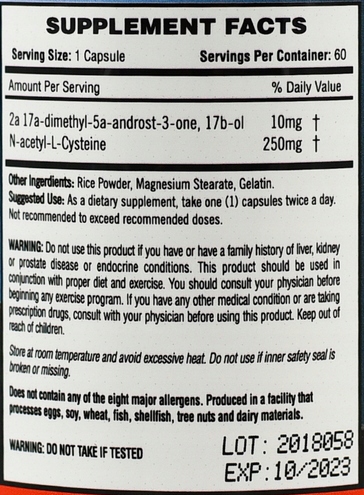 SUPPLEMENT FACTS
Serving Size: 1 Capsule Servings Per Container: 60
Amount Per Serving % Daily Value
2a 17a-dimethyl-5a-androst-3-one, 17b-ol 10mg †
N-acetyl-L-Cysteine 250mg †
Other Ingredients: Rice Powder, Magnesium Stearate, Gelatin.
Suggested Use: As a dietary supplement, take one (1) capsules twice a day.
Not recommended to exceed recommended doses.
WARNING: Do not use this product if you have or have a family history of liver, kidney
or prostate disease or endocrine conditions. This product should be used in
conjunction with proper diet and exercise. You should consult your physician before
beginning any exercise program. If you have any other medical condition or are taking
prescription drugs, consult with your physician before using this product. Keep out of
reach of children.
Store at room temperature and avoid excessive heat. Do not use if inner safety seal is
broken or missing.
Does not contain any of the eight major allergens. Produced in a facility that
processes eggs, soy, wheat, fish, shellfish, tree nuts and dairy materials.
WARNING: DO NOT TAKE IF TESTED
LOT: 2018058
EXP:10/2023